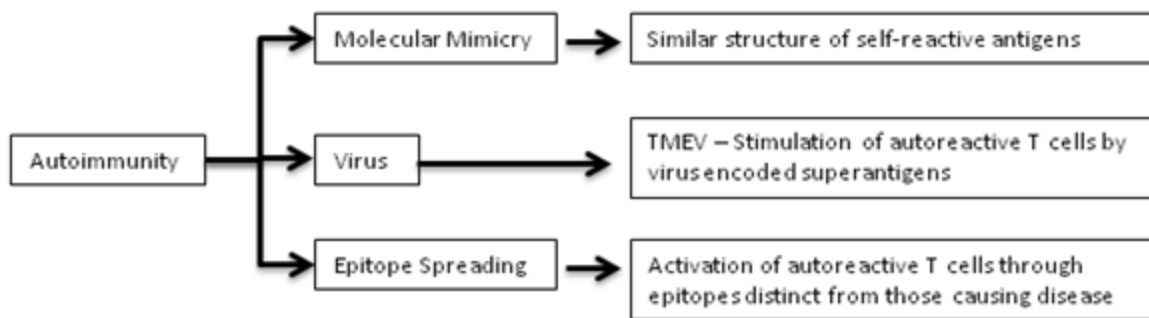 Molecular Mimicry
Similar structure of self-reactive antigens
Autoimmunity
Virus
TMEV – Stimulation of autoreactive T cells by
virus encoded superantigens
Epitope Spreading
Activation of autoreactive T cells through
epitopes distinct from those causing disease